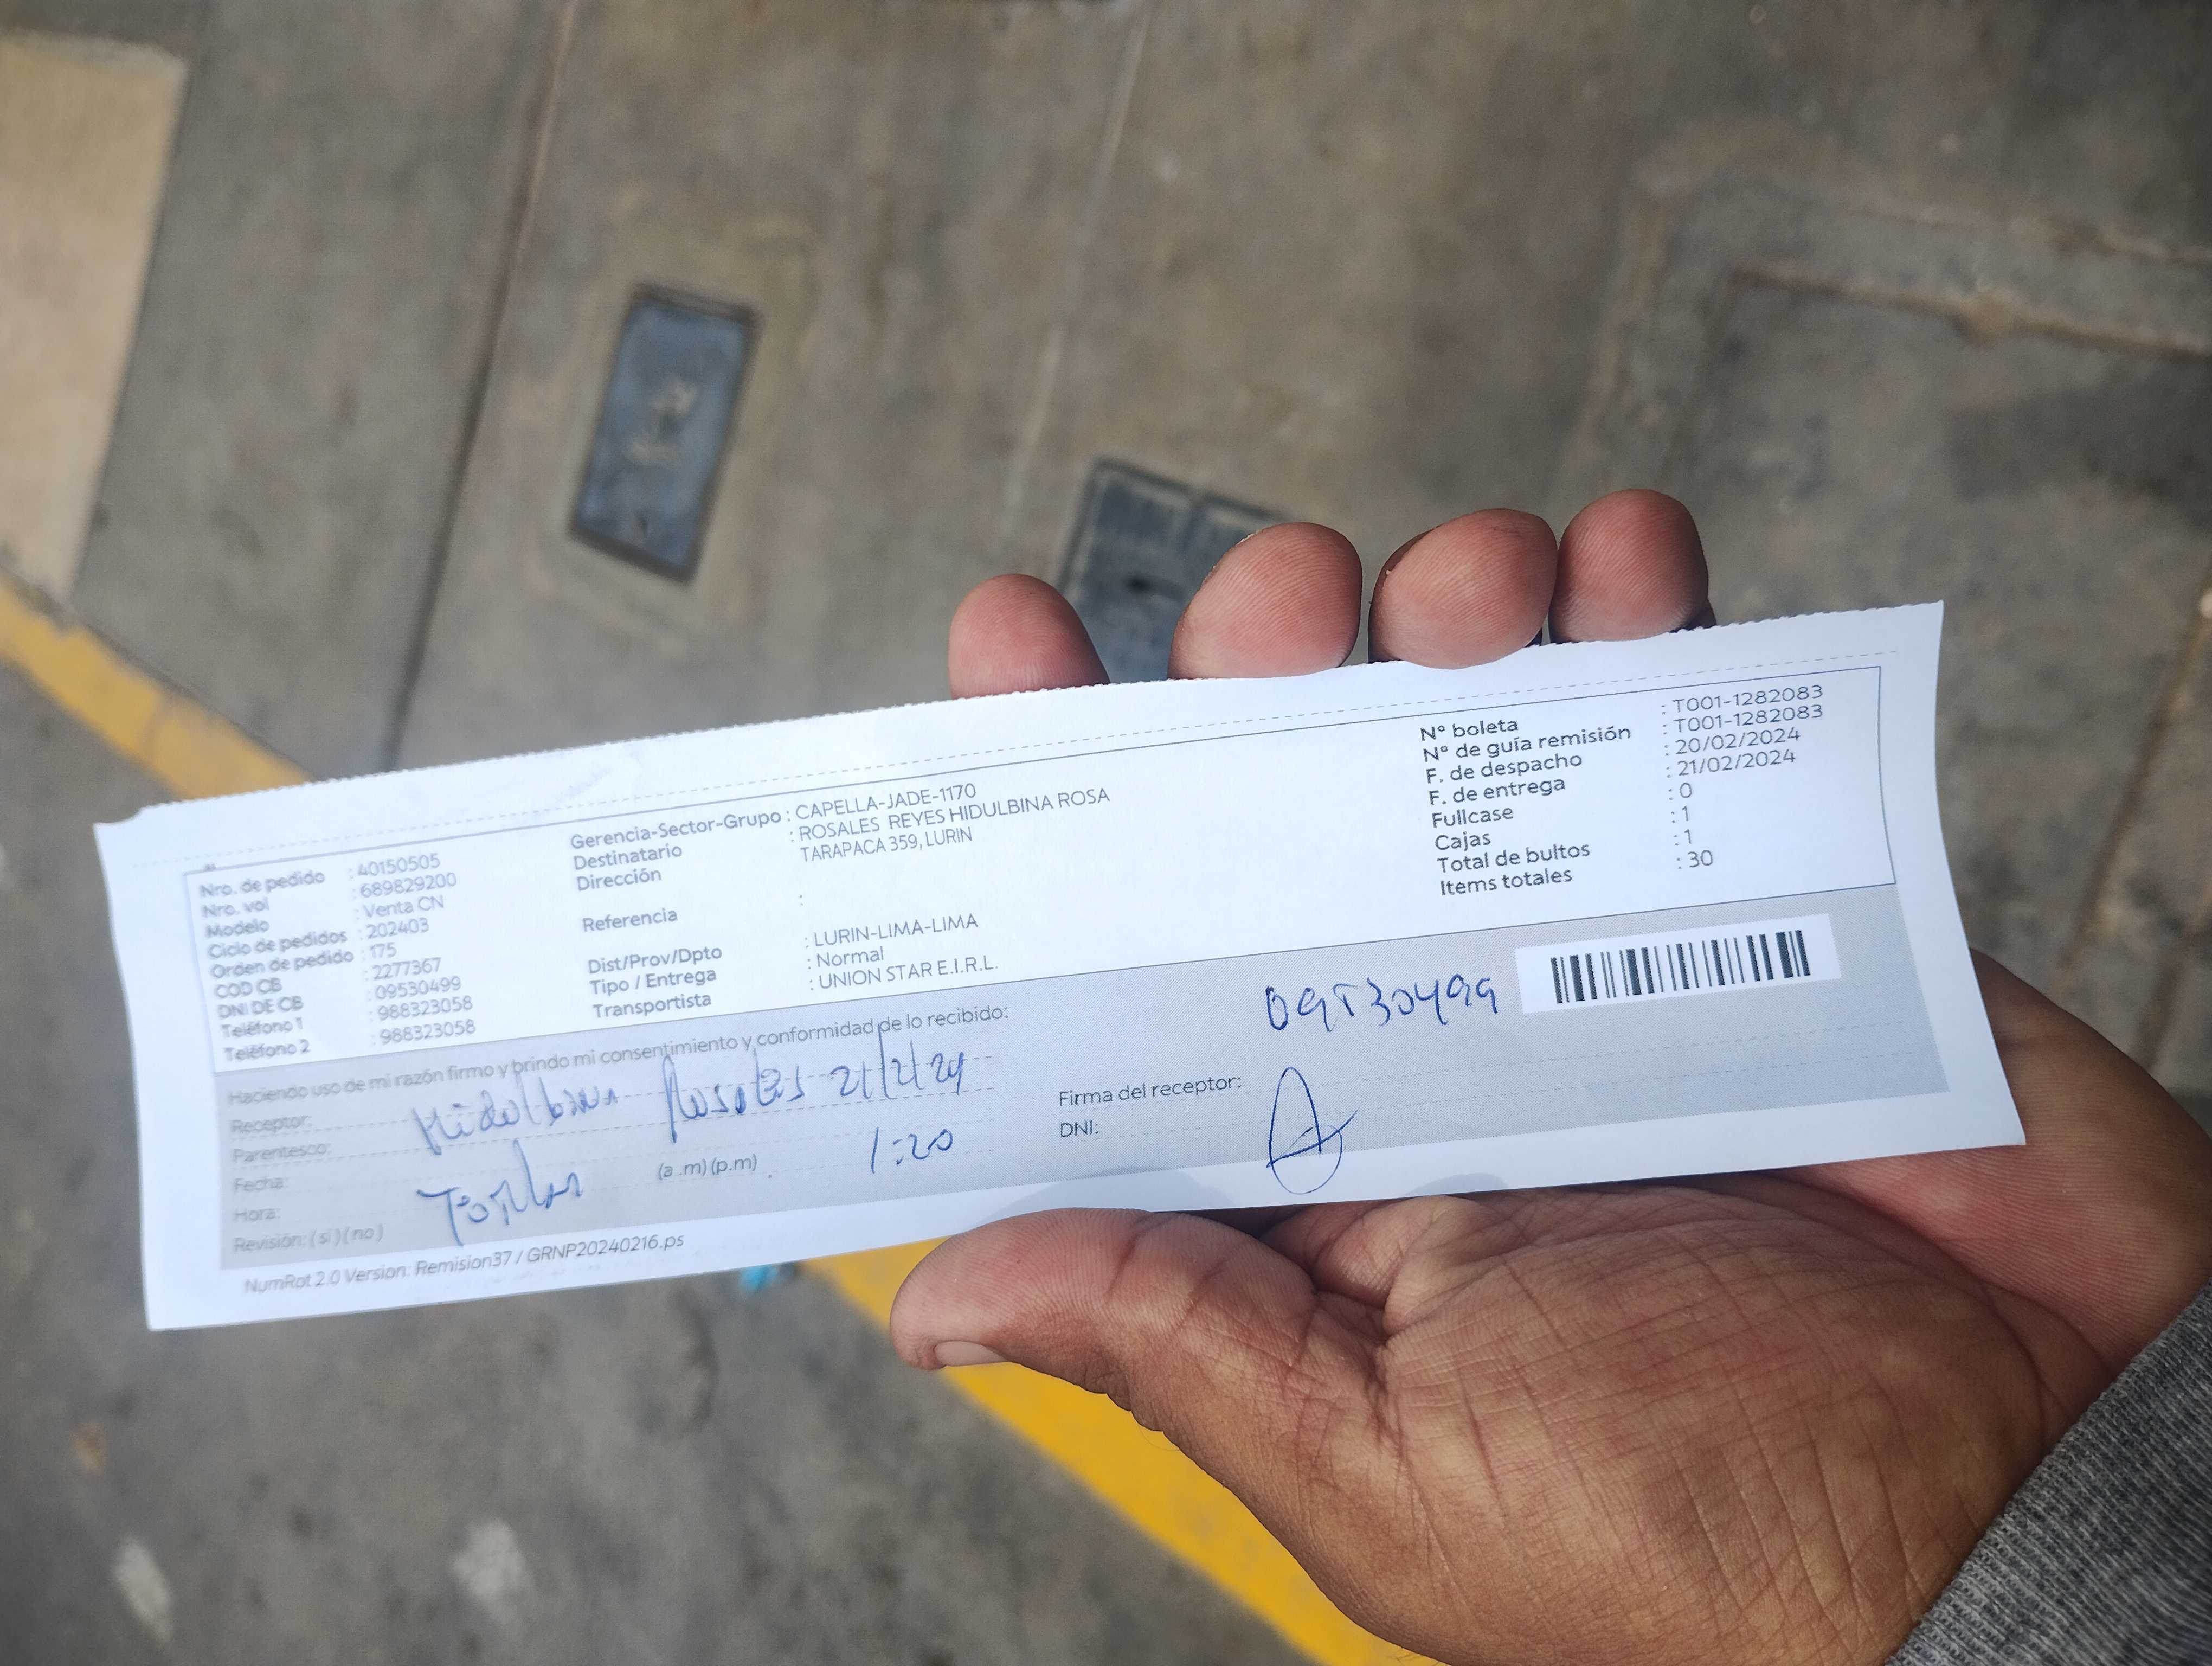 Nro. de pedido : 40150505
Nro. vol : 689829200
Modelo : Venta CN
Ciclo de pedidos : 202403
Orden de pedido : 175
COD CB : 2277367
DNI DE CB : 09530499
Teléfono 1 : 988323058
Teléfono 2 : 988323058
Gerencia-Sector-Grupo : CAPELLA-JADE-1170
Destinatario : ROSALES REYES HIDULBINA ROSA
Dirección TARAPACA 359, LURIN
Referencia :
Dist/Prov/Dpto : LURIN-LIMA-LIMA
Tipo / Entrega : Normal
Transportista : UNION STAR E.I.R.L.
N° boleta : T001-1282083
N° de guía remisión : T001-1282083
F. de despacho : 20/02/2024
F. de entrega : 21/02/2024
Fullcase : 0
Cajas : 1
Total de bultos : 1
Items totales : 30
Haciendo uso de mi razón firmo y brindo mi consentimiento y conformidad de lo recibido:
Receptor:
Parentesco: Rosales 21/2/24
Fecha:
Hora: (a .m) (p.m) 1:20
Revisión: ( si ) ( no )
09530499
Firma del receptor:
DNI:
NumRot 2.0 Version: Remision37 / GRNP20240216.ps